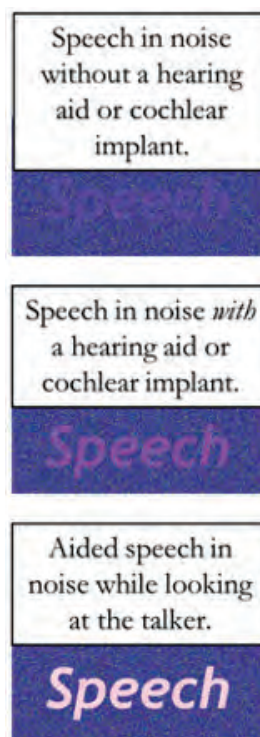 Speech in noise
without a hearing
aid or cochlear
implant.
Speech
Speech in noise with
a hearing aid or
cochlear implant.
Speech
Aided speech in
noise while looking
at the talker.
Speech